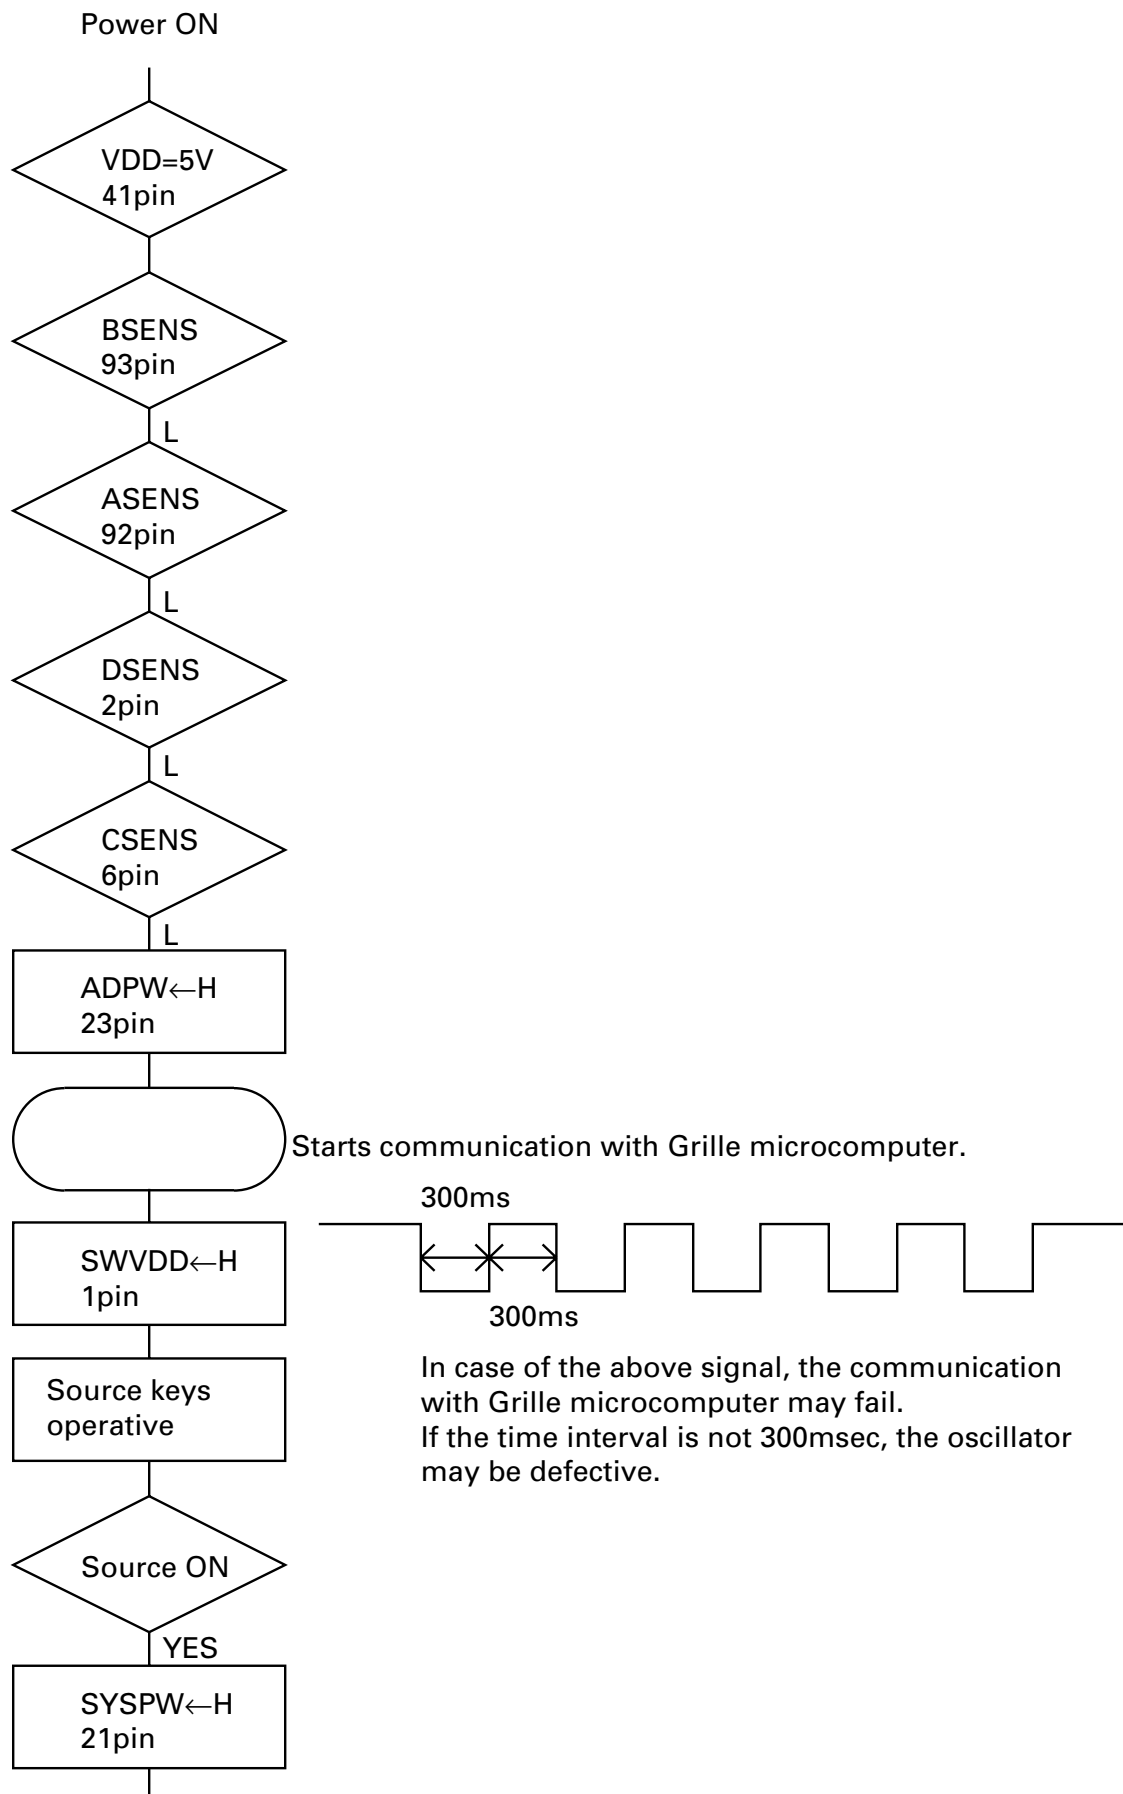 Power ON
VDD=5V
41pin
BSENS
93pin
L
ASENS
92pin
L
DSENS
2pin
L
CSENS
6pin
L
ADPW←H
23pin
Starts communication with Grille microcomputer.
300ms
SWVDD←H
1pin
300ms
In case of the above signal, the communication
with Grille microcomputer may fail.
If the time interval is not 300msec, the oscillator
may be defective.
Source keys
operative
Source ON
YES
SYSPW←H
21pin